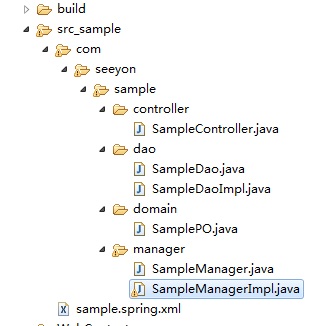 build
src_sample
com
seeyon
sample
controller
SampleController.java
dao
SampleDao.java
SampleDaoImpl.java
domain
SamplePO.java
manager
SampleManager.java
SampleManagerImpl.java
sample.spring.xml